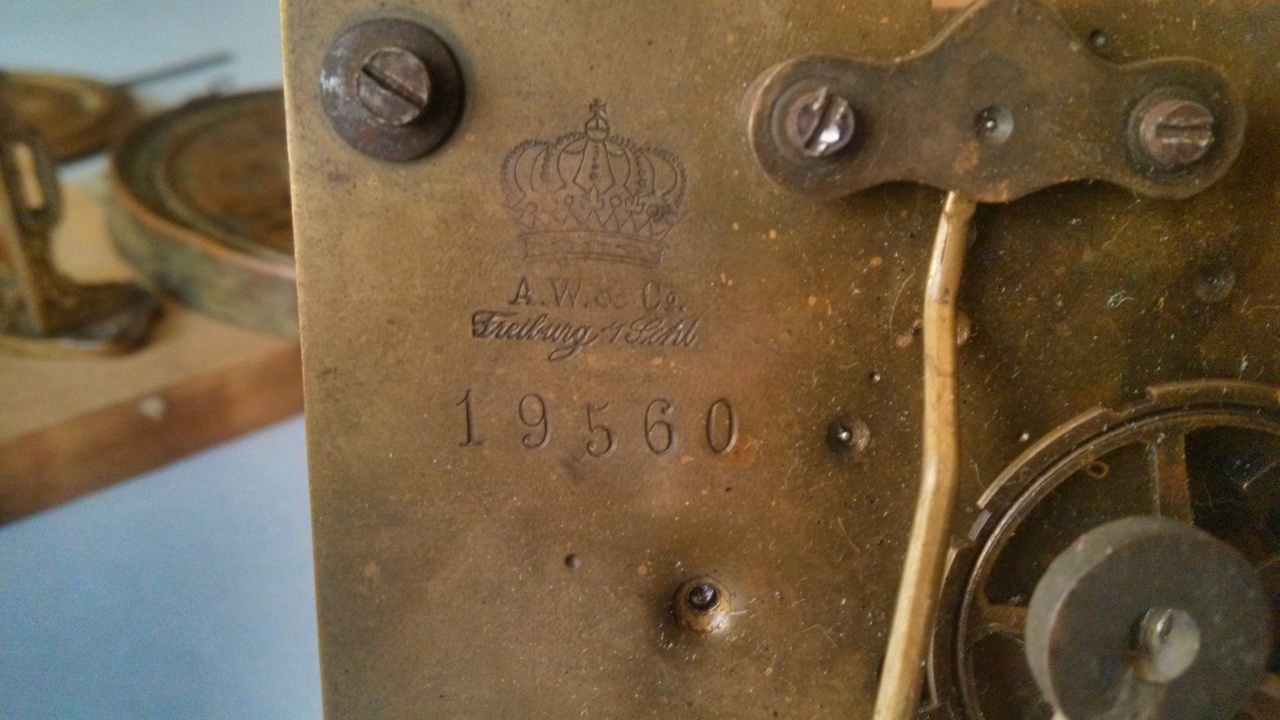 A.W. & Co.
Freiburg i/Schl.
19560